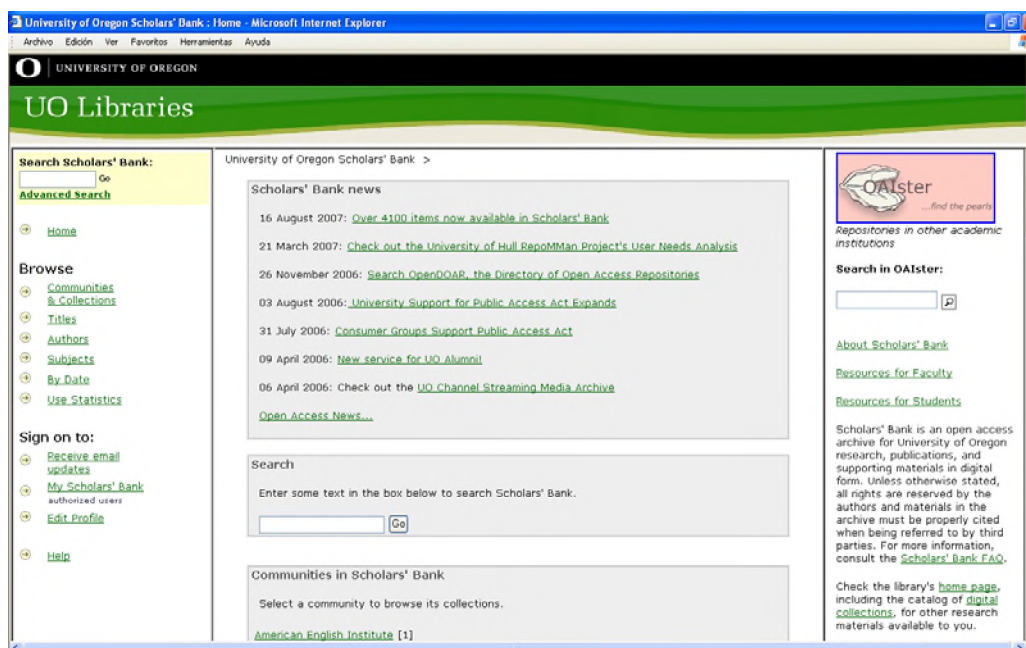 University of Oregon Scholars' Bank : Home - Microsoft Internet Explorer
Archivo Edición Ver Favoritos Herramientas Ayuda
O UNIVERSITY OF OREGON
UO Libraries
Search Scholars' Bank:
Go
Advanced Search
Home
Browse
Communities
& Collections
Titles
Authors
Subjects
By Date
Use Statistics
Sign on to:
Receive email
updates
My Scholars' Bank
authorized users
Edit Profile
Help
University of Oregon Scholars' Bank >
Scholars' Bank news
16 August 2007: Over 4100 items now available in Scholars' Bank
21 March 2007: Check out the University of Hull RepoMMan Project's User Needs Analysis
26 November 2006: Search OpenDOAR, the Directory of Open Access Repositories
03 August 2006: University Support for Public Access Act Expands
31 July 2006: Consumer Groups Support Public Access Act
09 April 2006: New service for UO Alumni!
06 April 2006: Check out the UO Channel Streaming Media Archive
Open Access News...
Search
Enter some text in the box below to search Scholars' Bank.
Go
Communities in Scholars' Bank
Select a community to browse its collections.
American English Institute [1]
OAIster
...find the pearls
Repositories in other academic
institutions
Search in OAIster:
About Scholars' Bank
Resources for Faculty
Resources for Students
Scholars' Bank is an open access
archive for University of Oregon
research, publications, and
supporting materials in digital
form. Unless otherwise stated,
all rights are reserved by the
authors and materials in the
archive must be properly cited
when being referred to by third
parties. For more information,
consult the Scholars' Bank FAQ.
Check the library's home page,
including the catalog of digital
collections, for other research
materials available to you.